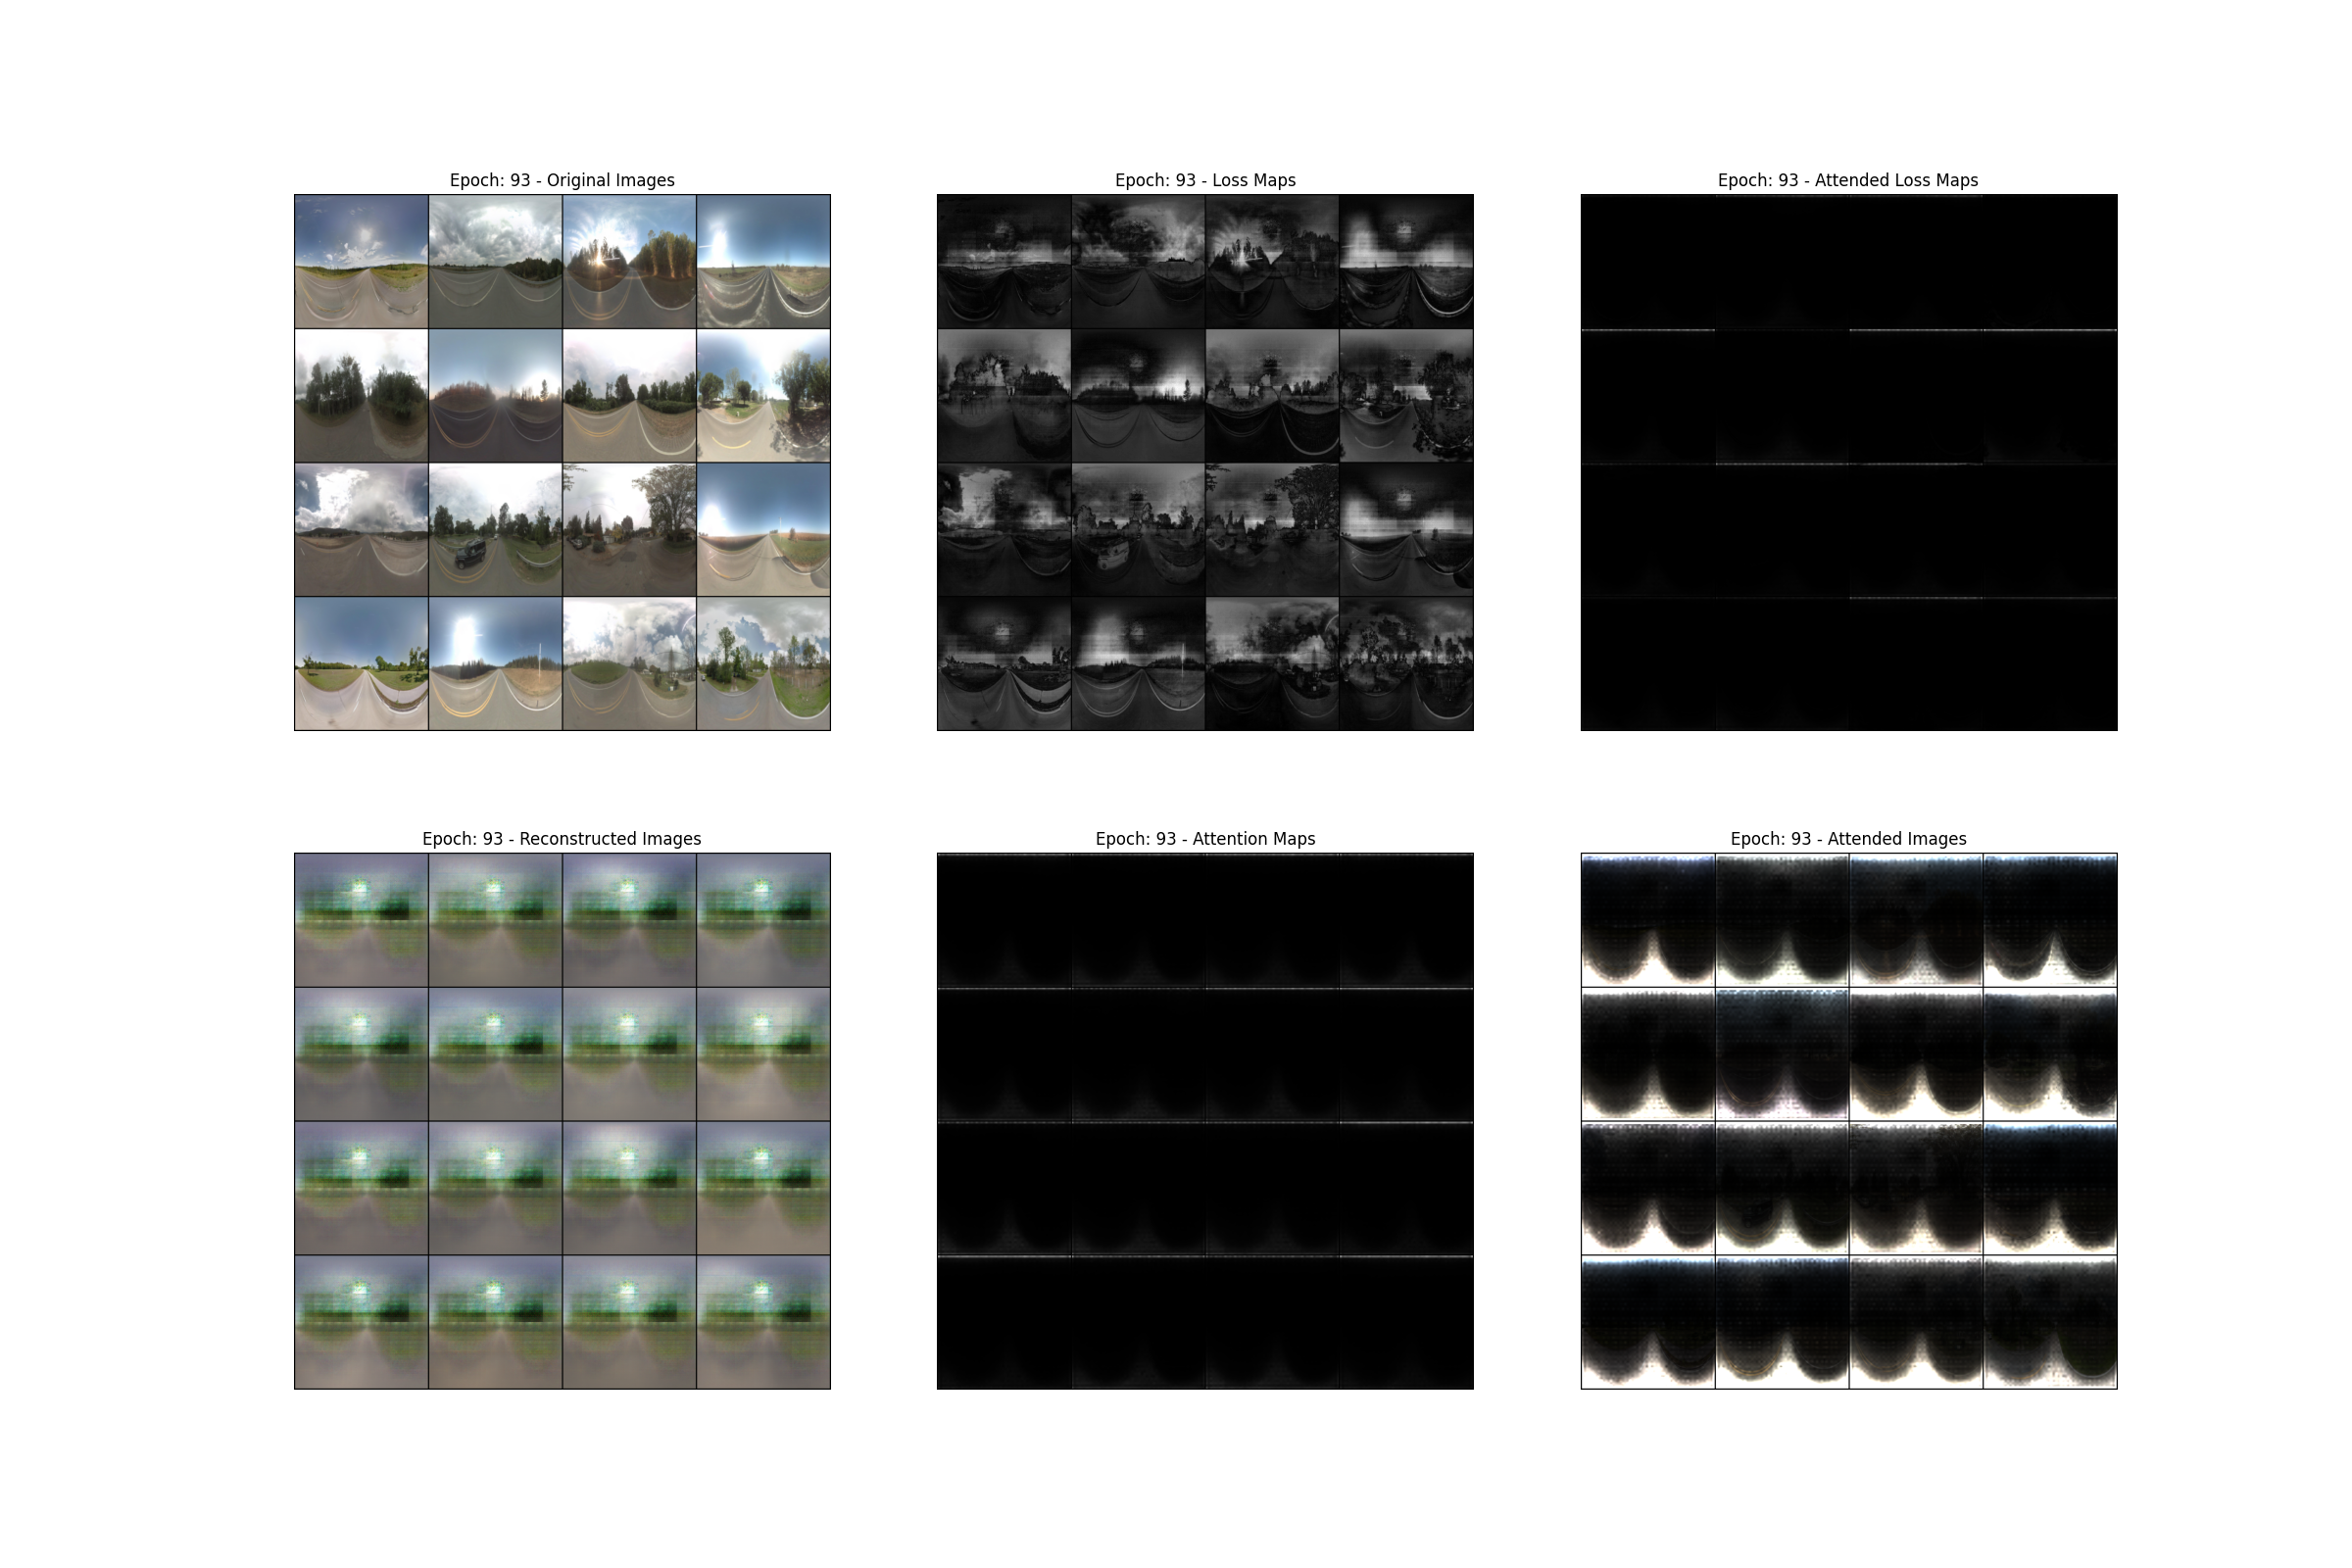 Epoch: 93 - Original Images
Epoch: 93 - Loss Maps
Epoch: 93 - Attended Loss Maps
Epoch: 93 - Reconstructed Images
Epoch: 93 - Attention Maps
Epoch: 93 - Attended Images